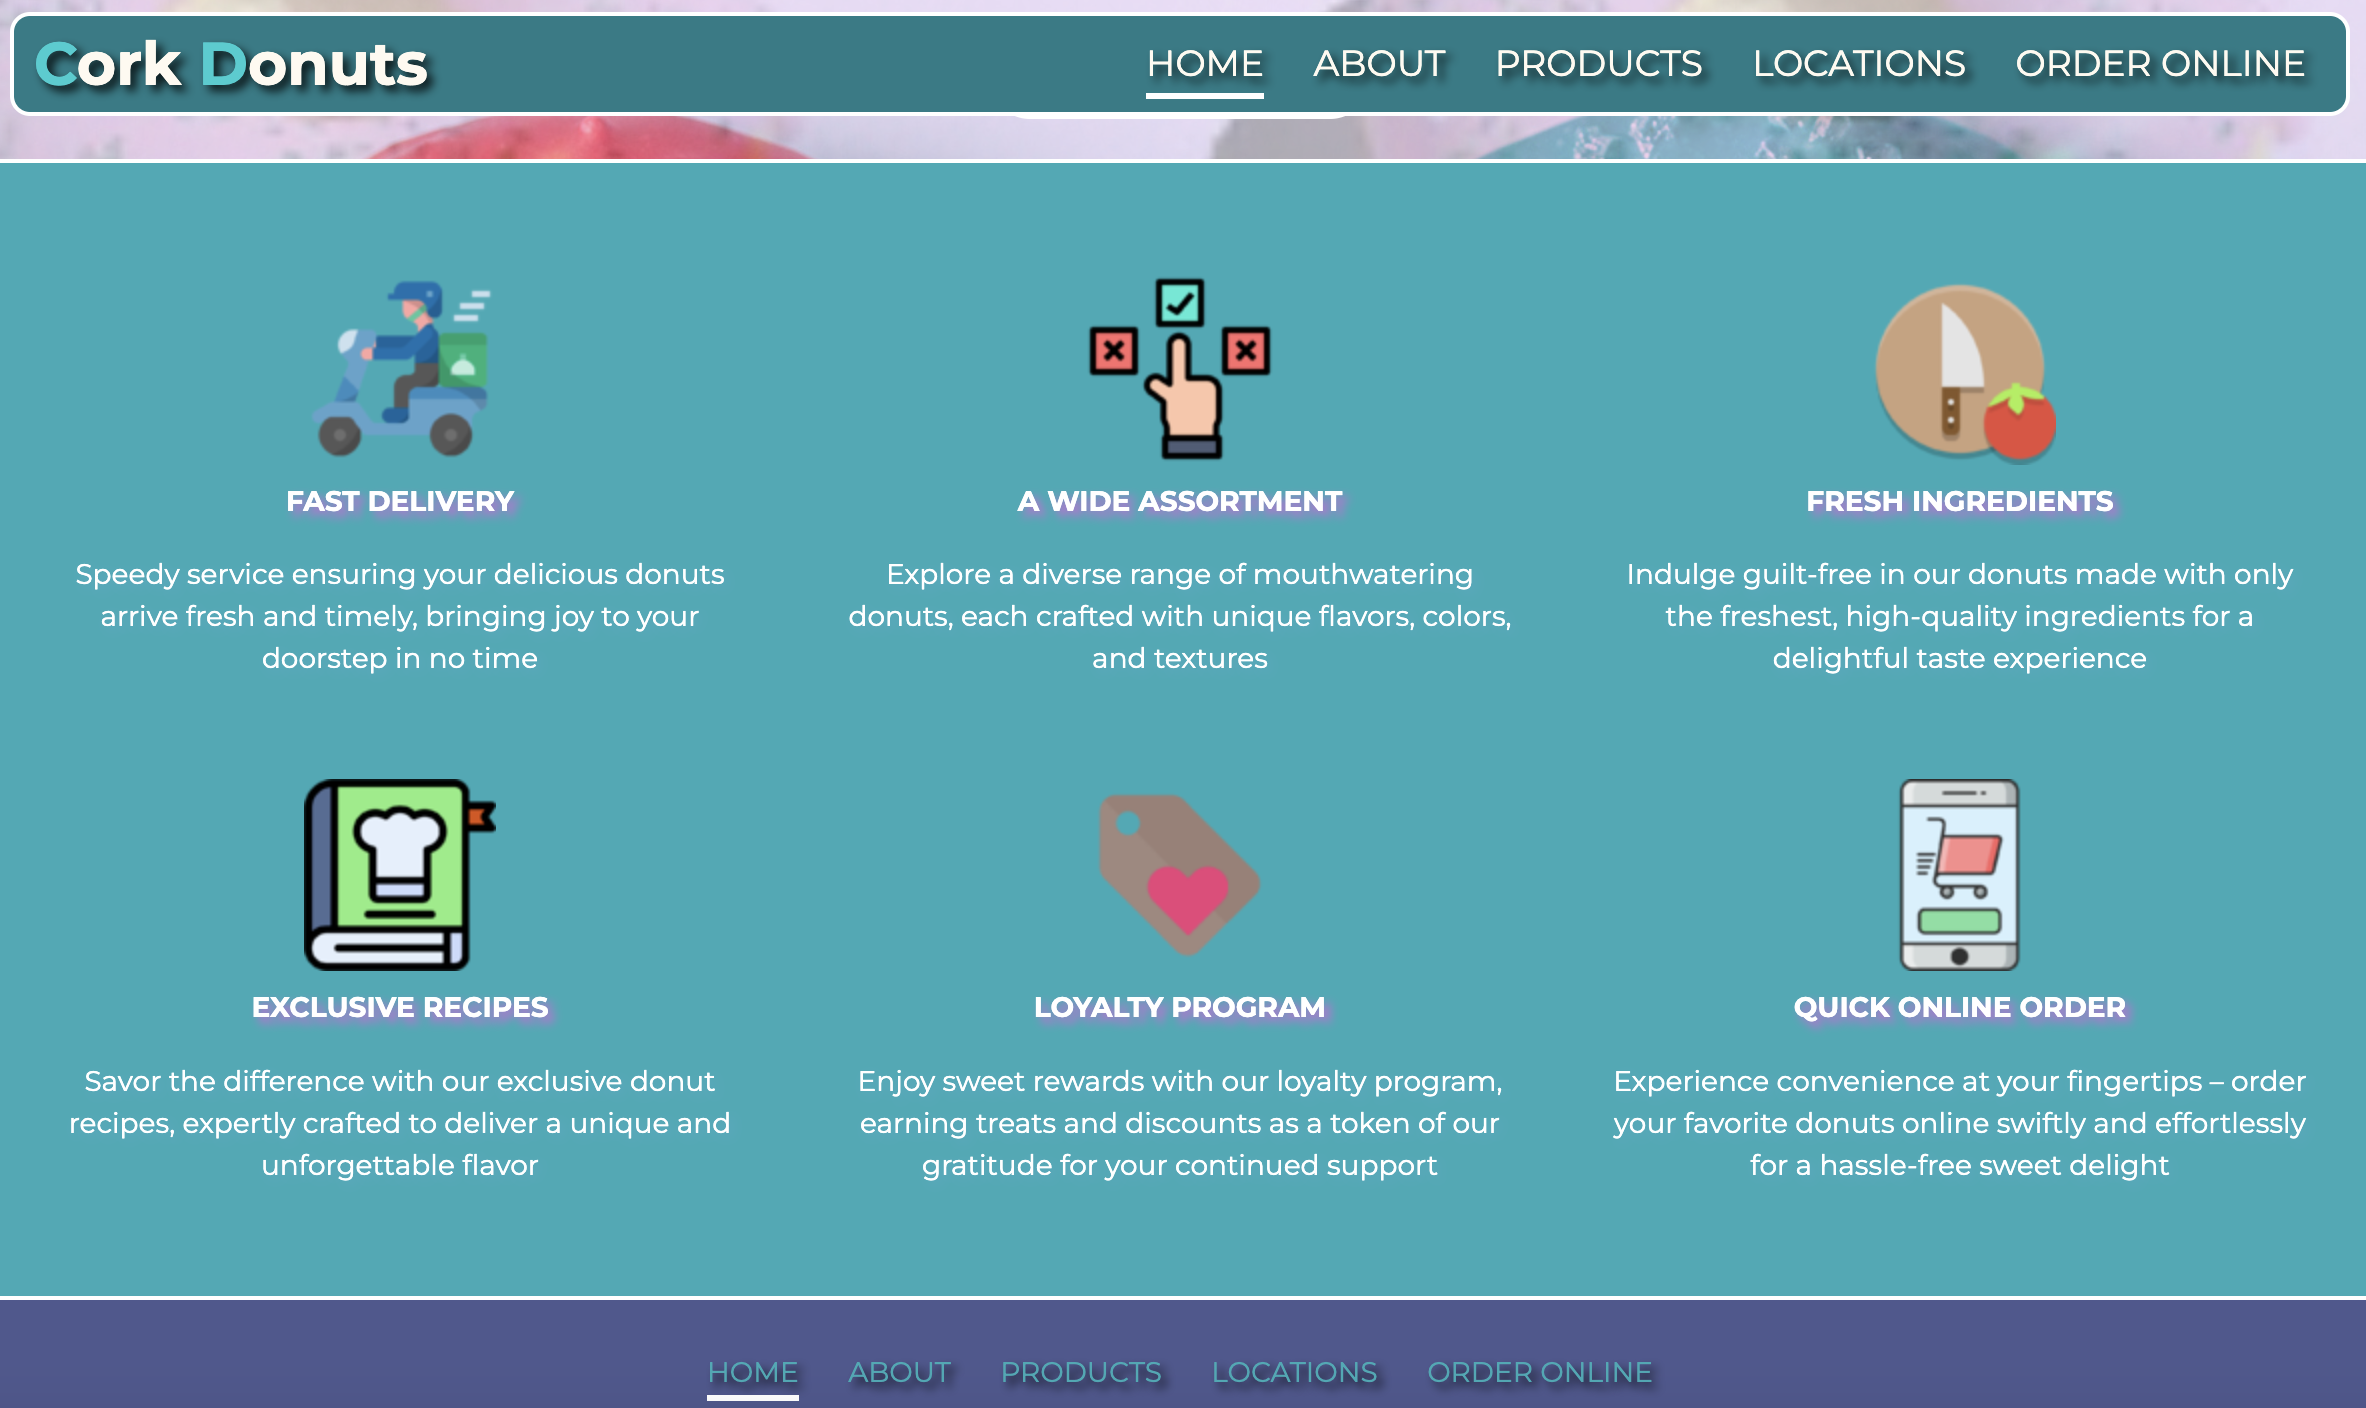 Cork Donuts
HOME ABOUT PRODUCTS LOCATIONS ORDER ONLINE
FAST DELIVERY
Speedy service ensuring your delicious donuts
arrive fresh and timely, bringing joy to your
doorstep in no time
A WIDE ASSORTMENT
Explore a diverse range of mouthwatering
donuts, each crafted with unique flavors, colors,
and textures
FRESH INGREDIENTS
Indulge guilt-free in our donuts made with only
the freshest, high-quality ingredients for a
delightful taste experience
EXCLUSIVE RECIPES
Savor the difference with our exclusive donut
recipes, expertly crafted to deliver a unique and
unforgettable flavor
LOYALTY PROGRAM
Enjoy sweet rewards with our loyalty program,
earning treats and discounts as a token of our
gratitude for your continued support
QUICK ONLINE ORDER
Experience convenience at your fingertips – order
your favorite donuts online swiftly and effortlessly
for a hassle-free sweet delight
HOME ABOUT PRODUCTS LOCATIONS ORDER ONLINE